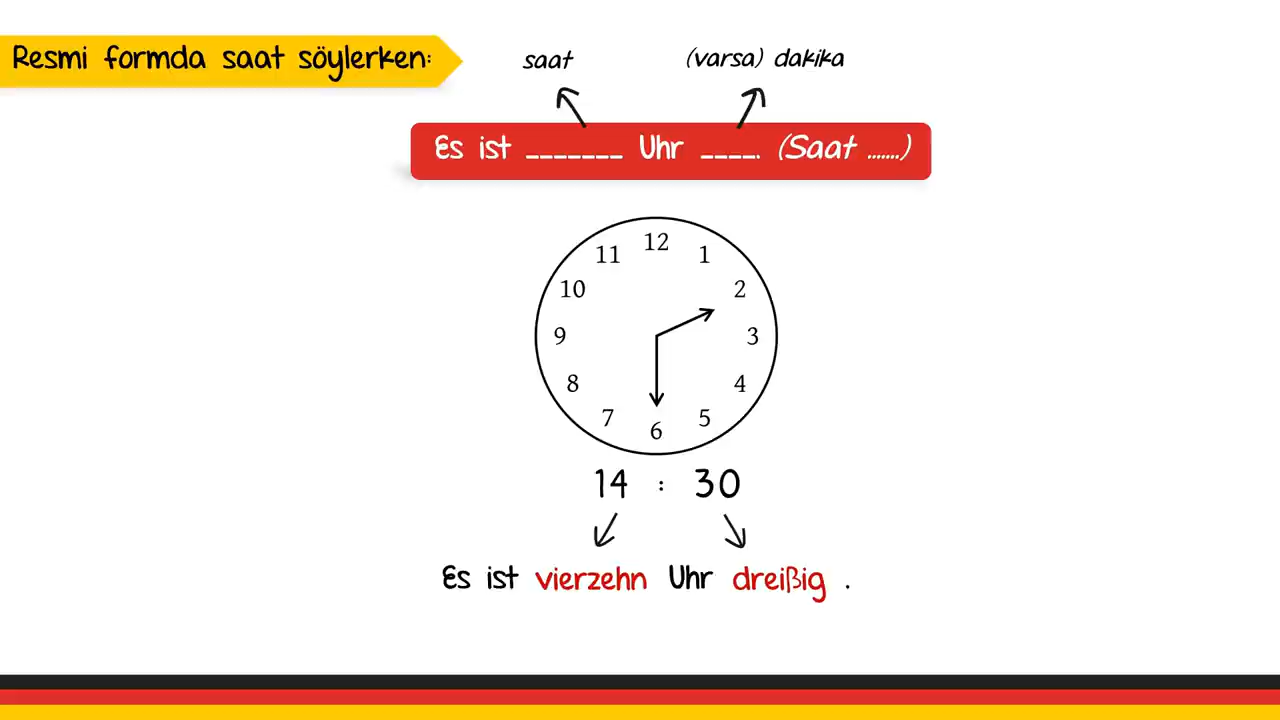 Resmi formda saat söylerken:
saat (varsa) dakika
Es ist _______ Uhr ____. (Saat .......)
12
11 1
10 2
9 3
8 4
7 5
6
14 : 30
Es ist vierzehn Uhr dreißig .